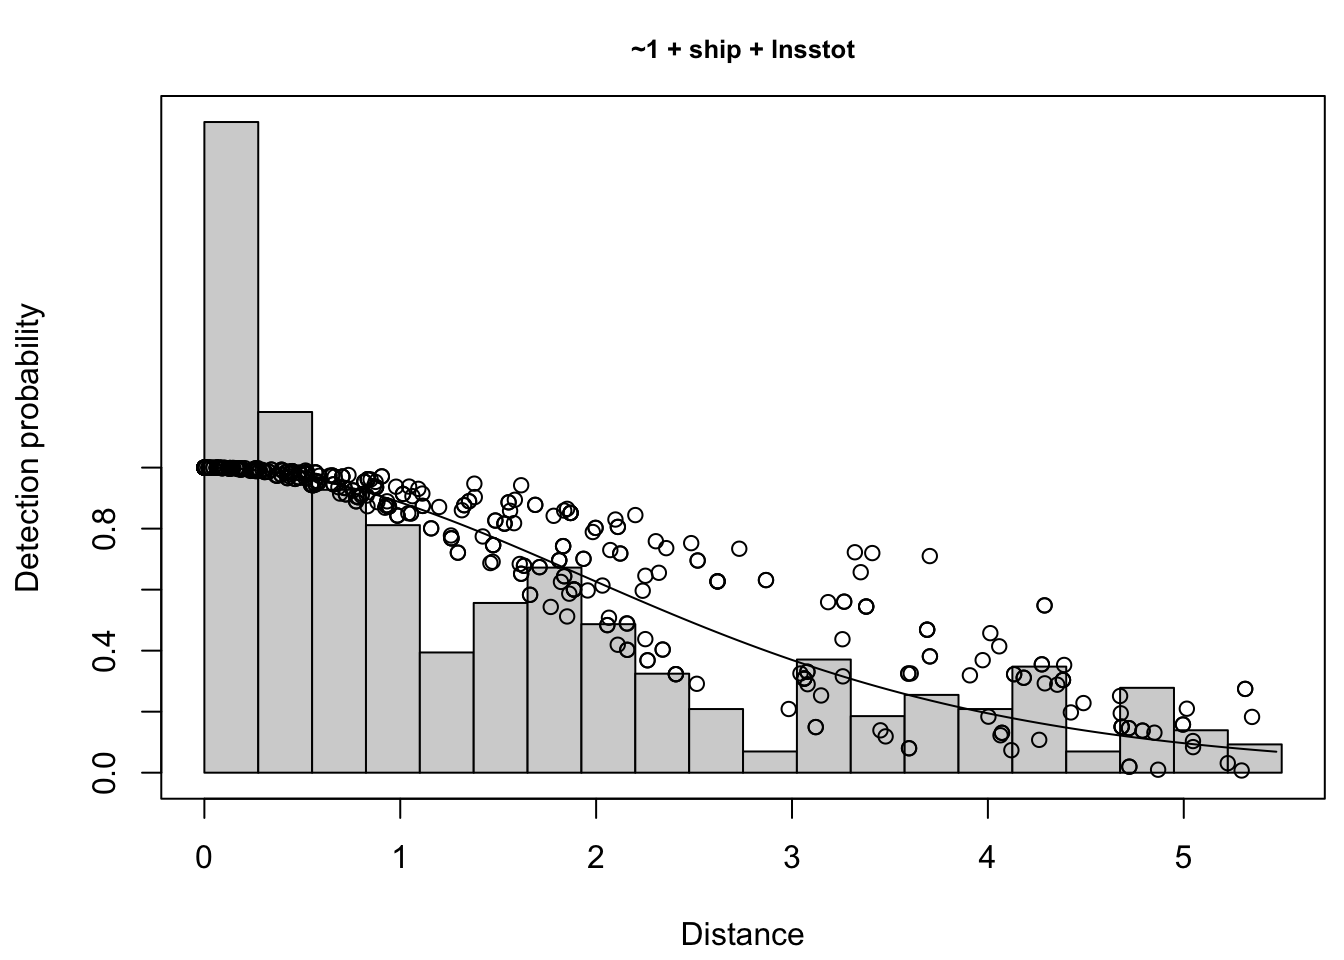 ~1 + ship + lnsstot
Detection probability
0.8
0.4
0.0
0 1 2 3 4 5
Distance